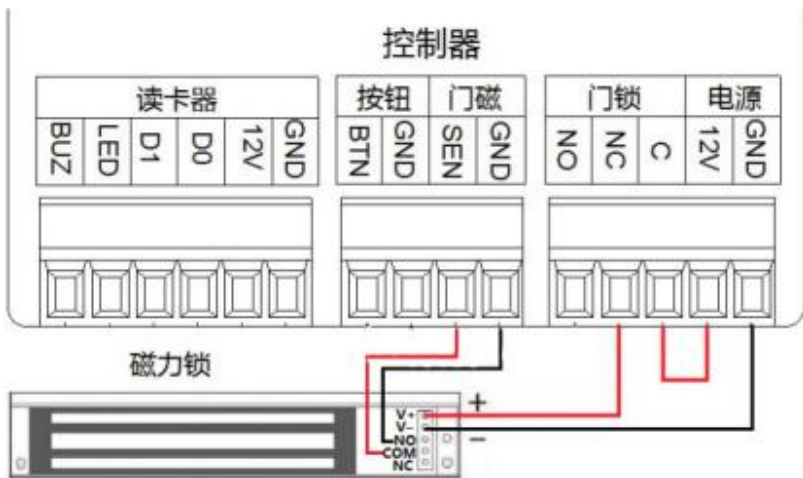 控制器
读卡器 按钮 门磁 门锁 电源
BUZ LED D1 D0 12V GND BTN GND SEN GND NO NC C 12V GND
磁力锁
+
V+
V-
-
NO
COM
NC